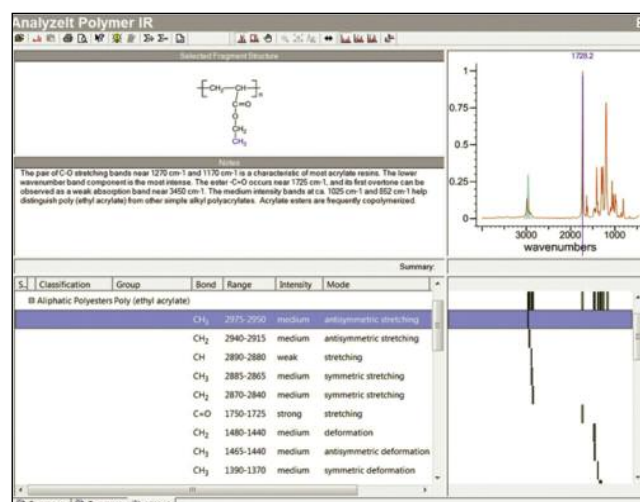 AnalyzeIt Polymer IR
Selected Fragment Structure
CH₂
CH
n
C=O
O
CH₂
CH₃
Notes
The pair of C-O stretching bands near 1270 cm-1 and 1170 cm-1 is a characteristic of most acrylate resins. The lower
wavenumber band component is the most intense. The ester -C=O occurs near 1725 cm-1, and its first overtone can be
observed as a weak absorption band near 3450 cm-1. The medium intensity bands at ca. 1025 cm-1 and 852 cm-1 help
distinguish poly (ethyl acrylate) from other simple alkyl polyacrylates. Acrylate esters are frequently copolymerized.
1728.2
1
0.75
0.5
0.25
0
3000 2000 1000
wavenumbers
Summary
S.. Classification Group Bond Range Intensity Mode
Aliphatic Polyesters Poly (ethyl acrylate)
CH₃ 2975-2950 medium antisymmetric stretching
CH₂ 2940-2915 medium antisymmetric stretching
CH 2890-2880 weak stretching
CH₃ 2885-2865 medium symmetric stretching
CH₂ 2870-2840 medium symmetric stretching
C=O 1750-1725 strong stretching
CH₂ 1480-1440 medium deformation
CH₃ 1465-1440 medium antisymmetric deformation
CH₃ 1390-1370 medium symmetric deformation